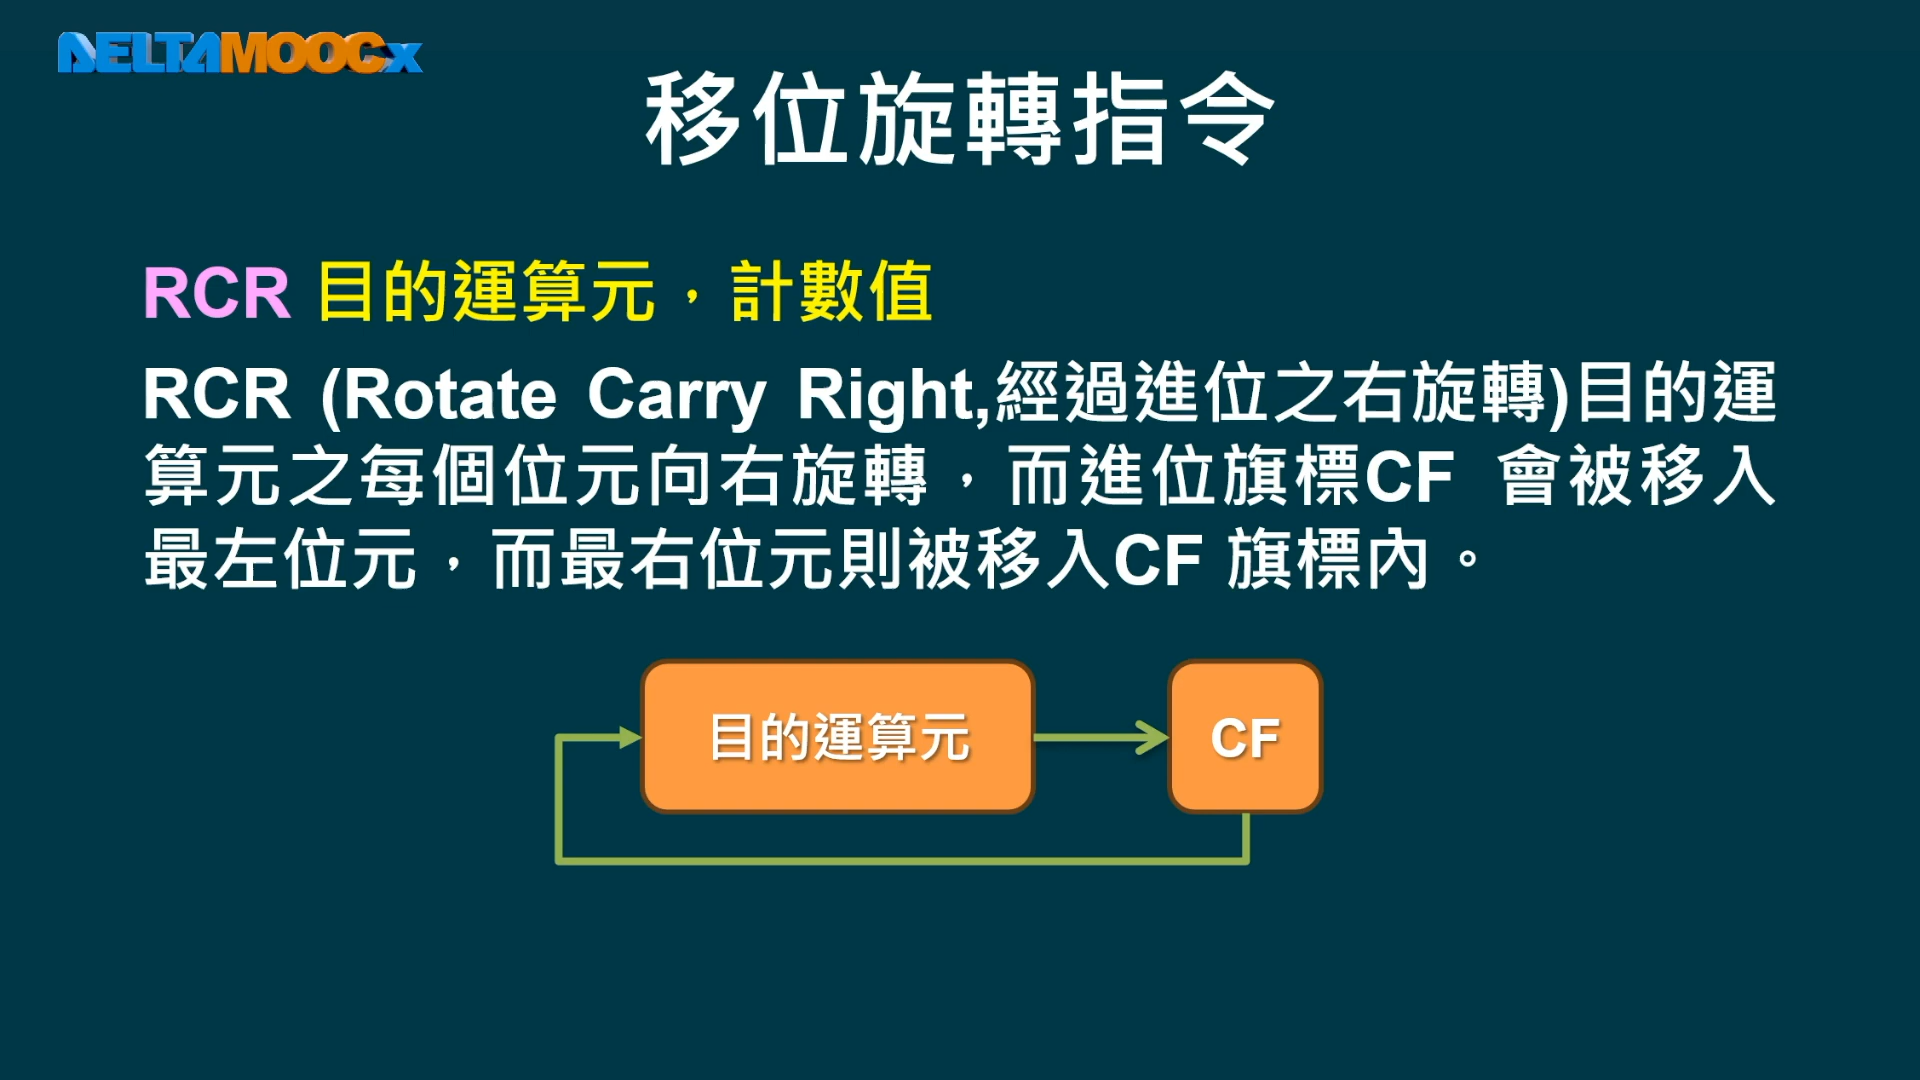 DELTAMOOCx
移位旋轉指令
RCR 目的運算元，計數值
RCR (Rotate Carry Right,經過進位之右旋轉)目的運
算元之每個位元向右旋轉，而進位旗標CF 會被移入
最左位元，而最右位元則被移入CF 旗標內。
目的運算元
CF